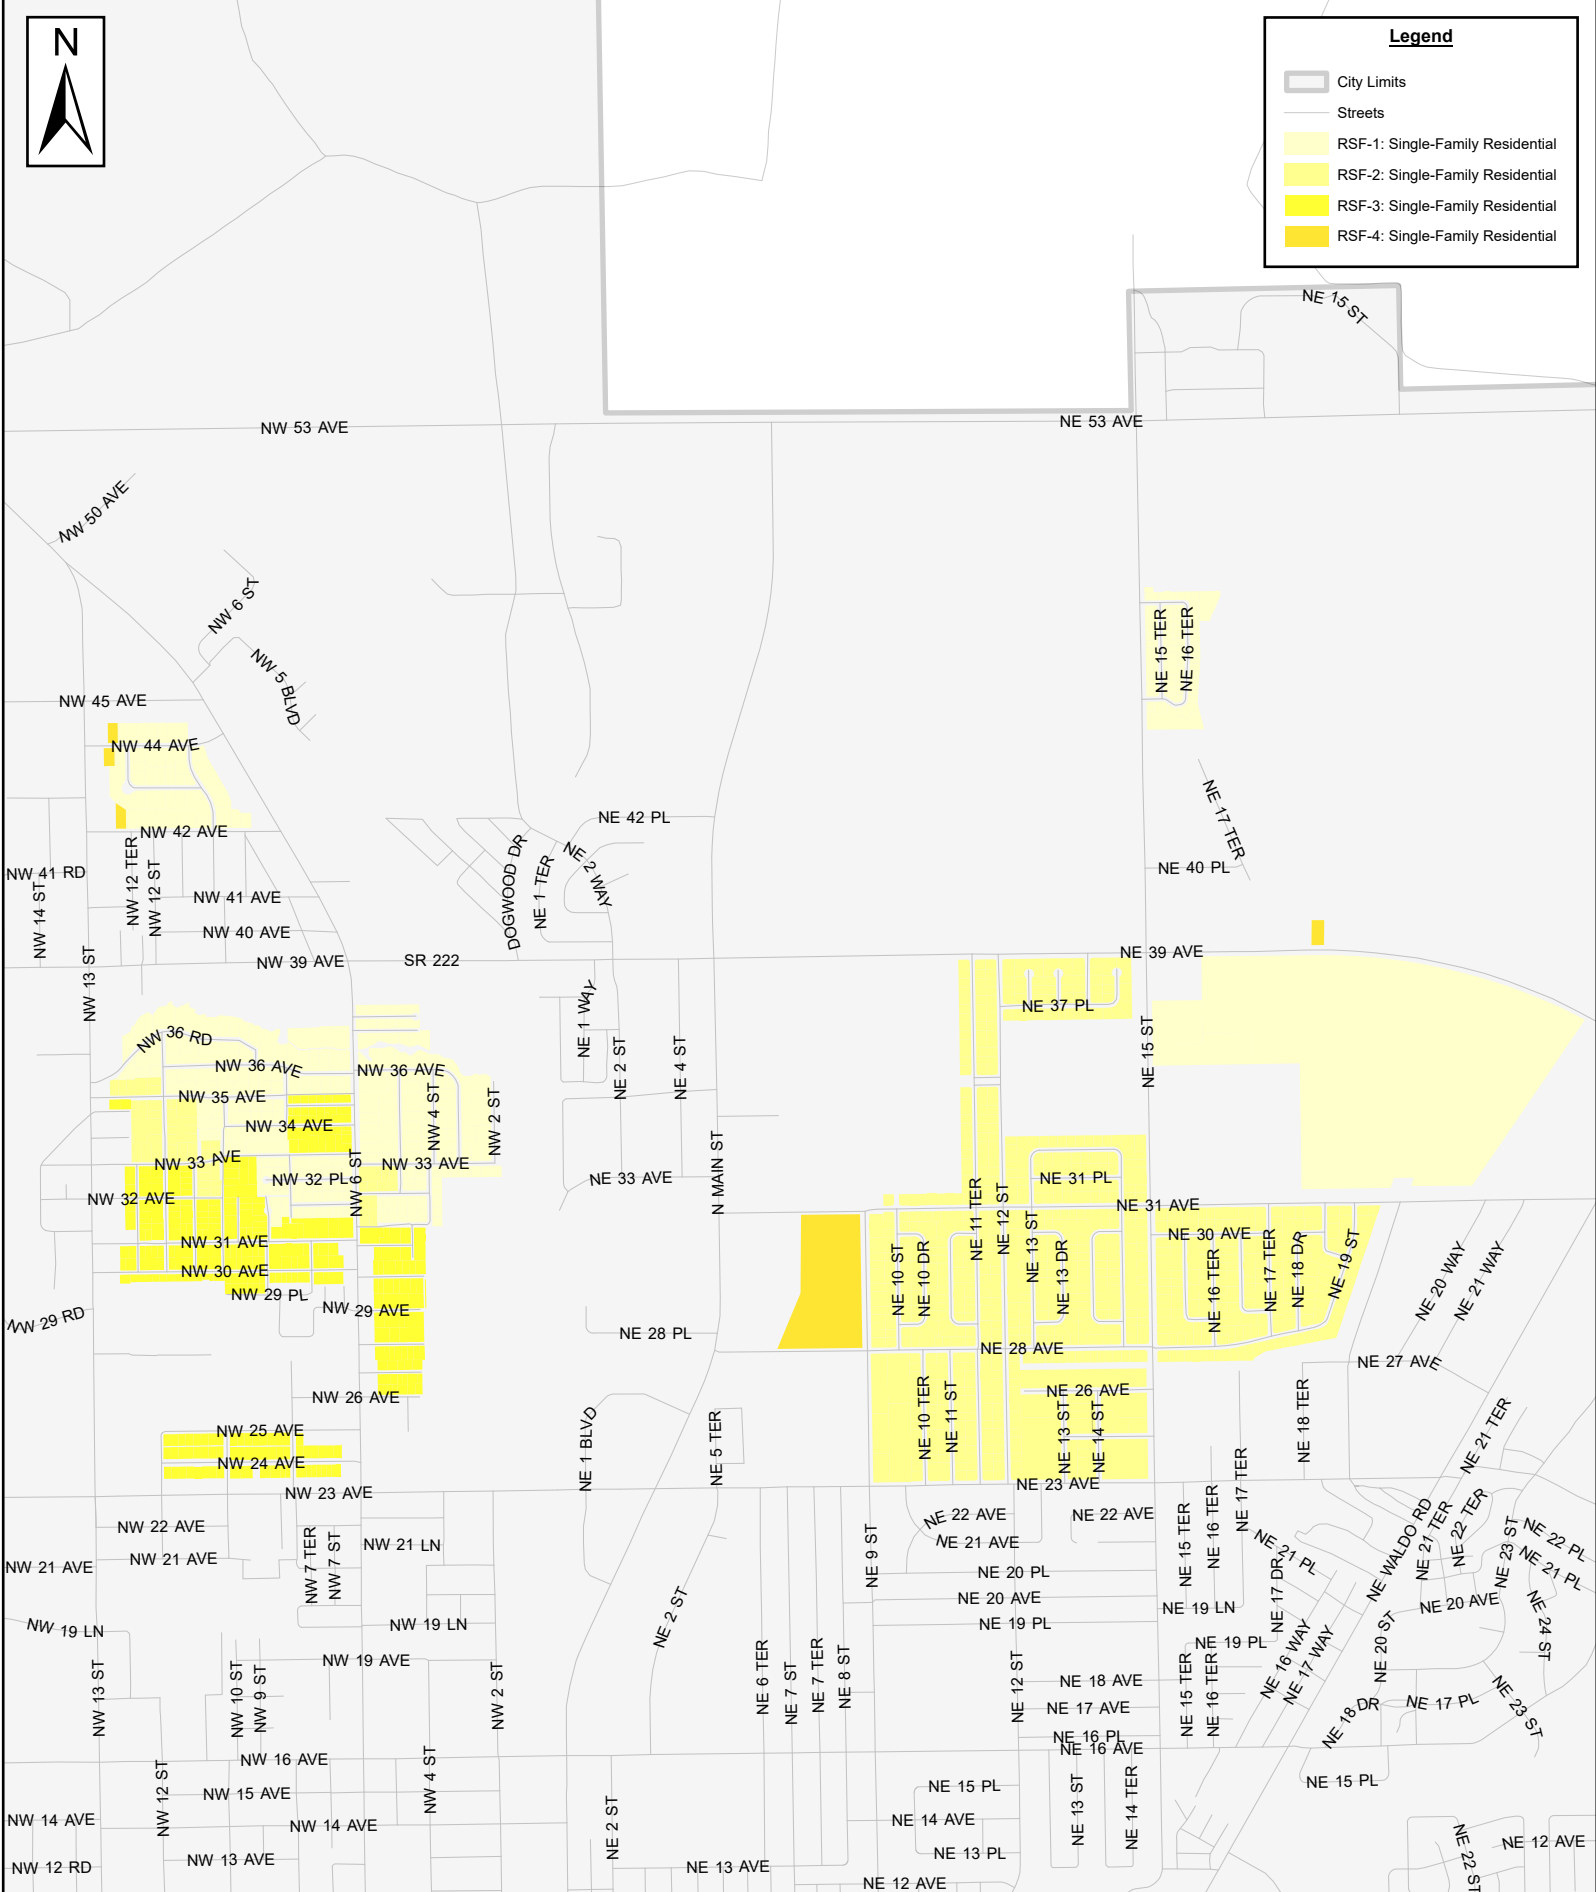 N
Legend
City Limits
Streets
RSF-1: Single-Family Residential
RSF-2: Single-Family Residential
RSF-3: Single-Family Residential
RSF-4: Single-Family Residential
NE 15 ST
NW 53 AVE
NE 53 AVE
NW 50 AVE
NW 6 ST
NW 5 BLVD
NE 15 TER
NE 16 TER
NW 45 AVE
NW 44 AVE
NE 17 TER
NE 42 PL
NW 42 AVE
NW 41 RD
NW 14 ST
NW 12 TER
NW 12 ST
DOGWOOD DR
NE 1 TER
NE 2 WAY
NE 40 PL
NW 41 AVE
NW 40 AVE
NW 39 AVE
SR 222
NE 39 AVE
NW 13 ST
NE 1 WAY
NE 37 PL
NW 36 RD
NW 36 AVE
NW 36 AVE
NE 2 ST
NE 4 ST
NE 15 ST
NW 35 AVE
NW 4 ST
NW 2 ST
NW 34 AVE
NW 33 AVE
NW 33 AVE
NW 32 PL
NW 6 ST
NE 33 AVE
N MAIN ST
NE 31 PL
NW 32 AVE
NE 11 TER
NE 12 ST
NE 31 AVE
NE 13 ST
NW 31 AVE
NE 30 AVE
NE 10 ST
NE 10 DR
NE 13 DR
NE 16 TER
NE 17 TER
NE 18 DR
NE 19 ST
NE 20 WAY
NE 21 WAY
NW 30 AVE
NW 29 PL
NW 29 AVE
NW 29 RD
NE 28 PL
NE 28 AVE
NE 27 AVE
NW 26 AVE
NE 26 AVE
NE 10 TER
NE 11 ST
NE 13 ST
NE 14 ST
NE 18 TER
NE 21 TER
NW 25 AVE
NE 1 BLVD
NE 5 TER
NW 24 AVE
NE 17 TER
NW 23 AVE
NE 23 AVE
NW 22 AVE
NE 22 AVE
NE 22 AVE
NE 15 TER
NE 16 TER
NE WALDO RD
NE 21 TER
NE 22 TER
NE 23 ST
NE 22 PL
NW 21 AVE
NW 21 AVE
NW 7 TER
NW 7 ST
NW 21 LN
NE 9 ST
NE 21 AVE
NE 21 PL
NE 21 PL
NE 20 PL
NE 20 AVE
NE 19 LN
NE 17 DR
NE 20 AVE
NE 24 ST
NW 19 LN
NW 19 LN
NE 2 ST
NE 19 PL
NE 19 PL
NE 20 ST
NW 19 AVE
NE 6 TER
NE 7 ST
NE 7 TER
NE 8 ST
NE 12 ST
NE 18 AVE
NE 15 TER
NE 16 TER
NE 16 WAY
NE 17 WAY
NW 13 ST
NW 10 ST
NW 9 ST
NW 2 ST
NE 17 AVE
NE 18 DR
NE 17 PL
NE 23 ST
NE 16 PL
NE 16 AVE
NW 16 AVE
NW 12 ST
NW 4 ST
NE 15 PL
NE 15 PL
NW 15 AVE
NE 13 ST
NE 14 TER
NW 14 AVE
NW 14 AVE
NE 2 ST
NE 14 AVE
NE 12 AVE
NE 22 ST
NW 13 AVE
NE 13 PL
NW 12 RD
NE 13 AVE
NE 12 AVE